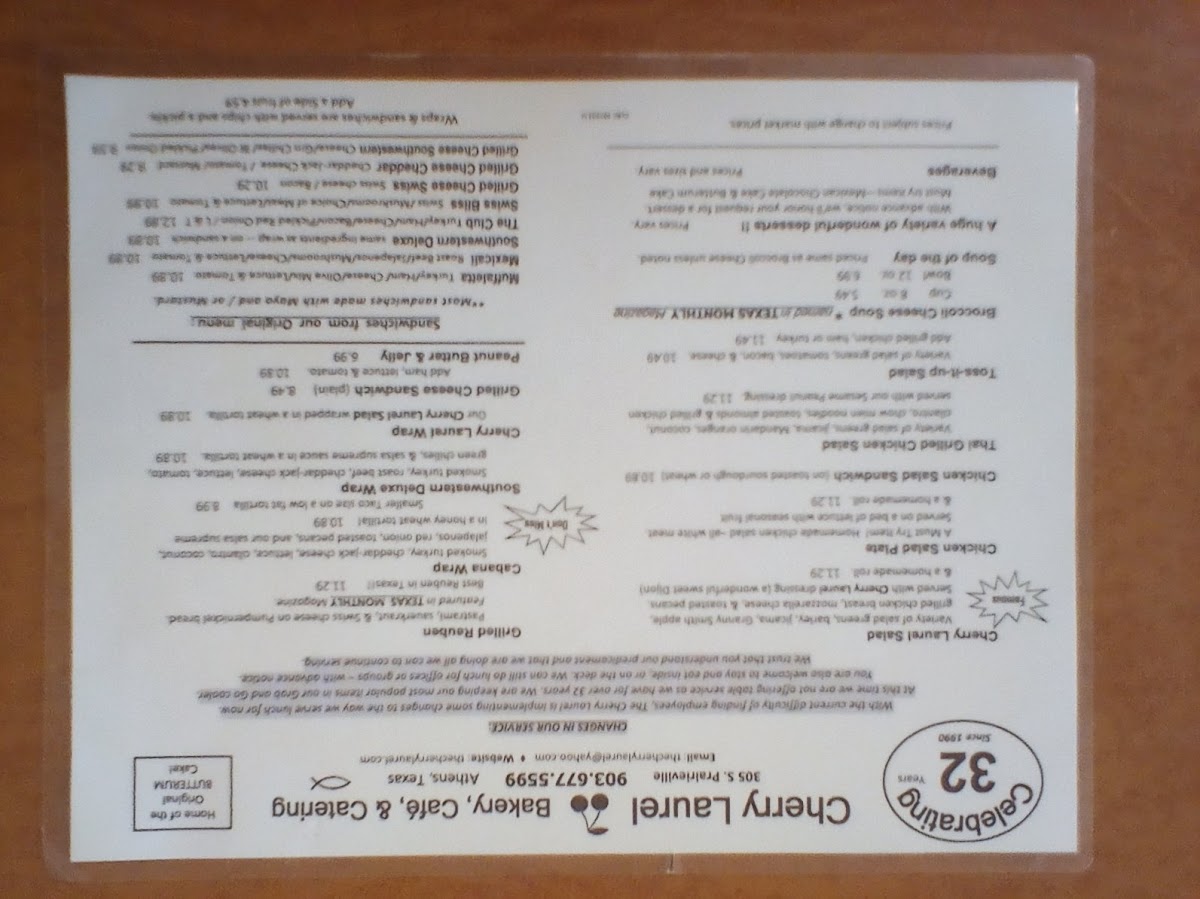 Celebrating
32 Years
Since 1990
Cherry Laurel Bakery, Café, & Catering
305 S. Prairieville 903.677.5599 Athens, Texas
Email: thecherrylaurel@yahoo.com ♦ Website: thecherrylaurel.com
Home of the
Original
BUTTERUM
Cake!
CHANGES IN OUR SERVICE:
With the current difficulty of finding employees, The Cherry Laurel is implementing some changes to the way we serve lunch for now.
At this time we are not offering table service as we have for over 32 years. We are keeping our most popular items in our Grab and Go cooler.
You are also welcome to stay and eat inside, or on the deck. We can still do lunch for offices or groups – with advance notice.
We trust that you understand our predicament and that we are doing all we can to continue serving.
Cherry Laurel Salad
Variety of salad greens, barley, jicama, Granny Smith apple,
grilled chicken breast, mozzarella cheese, & toasted pecans
Served with Cherry Laurel dressing (a wonderful sweet Dijon)
& a homemade roll 11.29
Famous
Chicken Salad Plate
A Must Try Item! Homemade chicken salad –all white meat
Served on a bed of lettuce with seasonal fruit
& a homemade roll 11.29
Chicken Salad Sandwich (on toasted sourdough or wheat) 10.89
Thai Grilled Chicken Salad
Variety of salad greens, jicama, Mandarin oranges, coconut,
cilantro, chow mien noodles, toasted almonds & grilled chicken
served with our Sesame Peanut dressing. 11.29
Toss-it-up Salad
Variety of salad greens, tomatoes, bacon, & cheese 10.49
Add grilled chicken, ham or turkey 11.49
Broccoli Cheese Soup * named in TEXAS MONTHLY Magazine
Cup 8 oz 5.49
Bowl 12 oz 6.99
Soup of the day Priced same as Broccoli Cheese unless noted.
A huge variety of wonderful desserts !! Prices vary
With advance notice, we'll honor your request for a dessert.
Must try items –Mexican Chocolate Cake & Butterum Cake
Beverages Prices and sizes vary.
Prices subject to change with market prices.
Grilled Reuben
Pastrami, sauerkraut, & Swiss cheese on Pumpernickel bread.
Featured in TEXAS MONTHLY Magazine
Best Reuben in Texas!! 11.29
Cabana Wrap
Smoked turkey, cheddar-jack cheese, lettuce, cilantro, coconut,
jalapenos, red onion, toasted pecans, and our salsa supreme
in a honey wheat tortilla! 10.89
Smaller Taco size on a low fat tortilla 8.99
Don't Miss
Southwestern Deluxe Wrap
Smoked turkey, roast beef, cheddar-jack cheese, lettuce, tomato,
green chilies, & salsa supreme sauce in a wheat tortilla. 10.89
Cherry Laurel Wrap
Our Cherry Laurel Salad wrapped in a wheat tortilla. 10.89
Grilled Cheese Sandwich (plain) 8.49
Add ham, lettuce & tomato. 10.89
Peanut Butter & Jelly 6.99
Sandwiches from our Original menu:
**Most sandwiches made with Mayo and / or Mustard.
Muffaletta Turkey/Ham/ Cheese/Olive Mix/Lettuce & Tomato 10.89
Mexicali Roast Beef/Jalapenos/Mushrooms/Cheese/Lettuce & Tomato 10.89
Southwestern Deluxe same ingredients as wrap – on a sandwich 10.89
The Club Turkey/Ham/Cheese/Bacon/Pickled Red Onion / L & T 12.89
Swiss Bliss Swiss /Mushrooms/Choice of Meat/Lettuce & Tomato 10.89
Grilled Cheese Swiss Swiss cheese / Bacon 10.29
Grilled Cheese Cheddar Cheddar-Jack Cheese / Tomato/ Mustard 9.29
Grilled Cheese Southwestern Cheese/Grn Chilies/ Bl Olives/ Pickled Onion 9.89
Wraps & sandwiches are served with chips and a pickle.
Add a Side of fruit 4.59